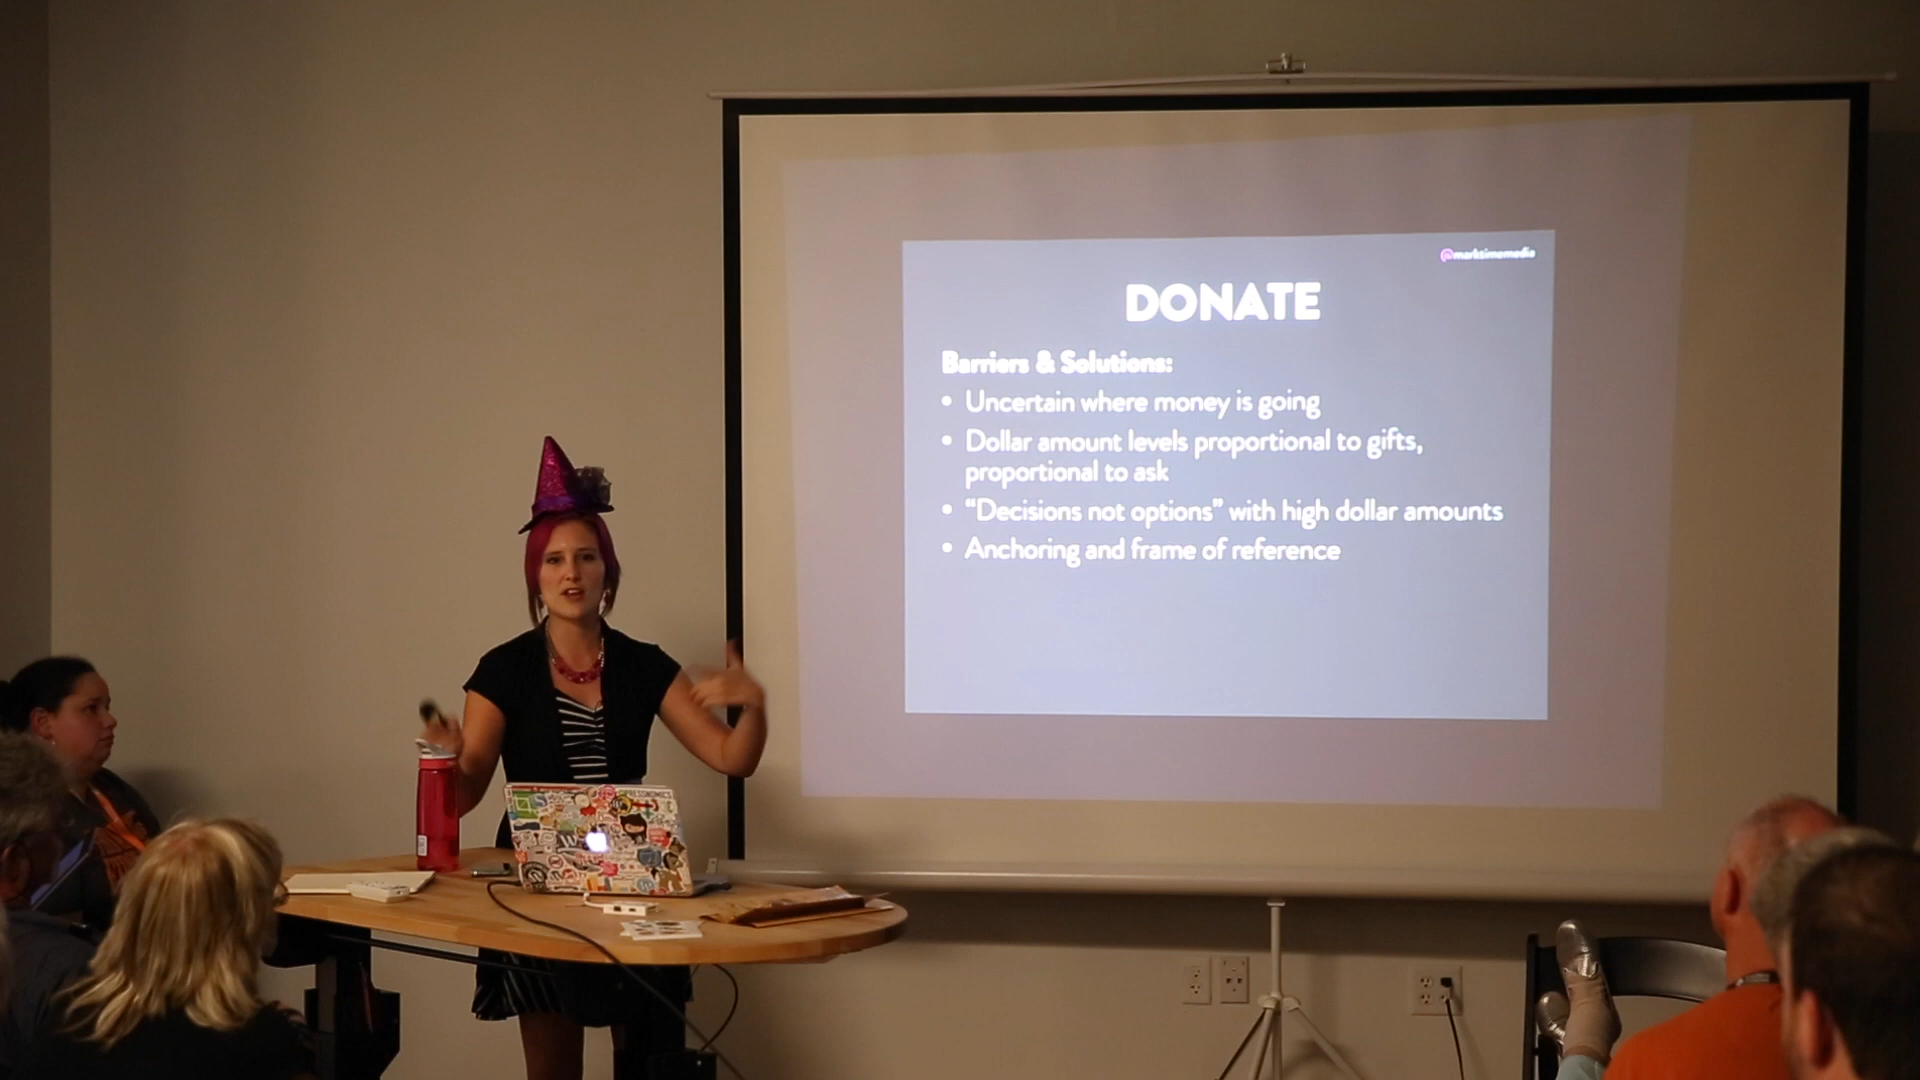 @marktimemedia
DONATE
Barriers & Solutions:
• Uncertain where money is going
• Dollar amount levels proportional to gifts,
proportional to ask
• “Decisions not options” with high dollar amounts
• Anchoring and frame of reference
PRESSNOMICS